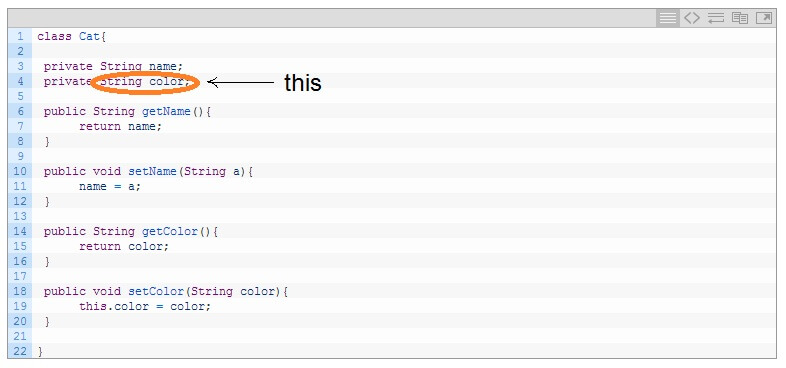 1 class Cat{
2
3 private String name;
4 private String color; this
5
6 public String getName(){
7 return name;
8 }
9
10 public void setName(String a){
11 name = a;
12 }
13
14 public String getColor(){
15 return color;
16 }
17
18 public void setColor(String color){
19 this.color = color;
20 }
21
22 }